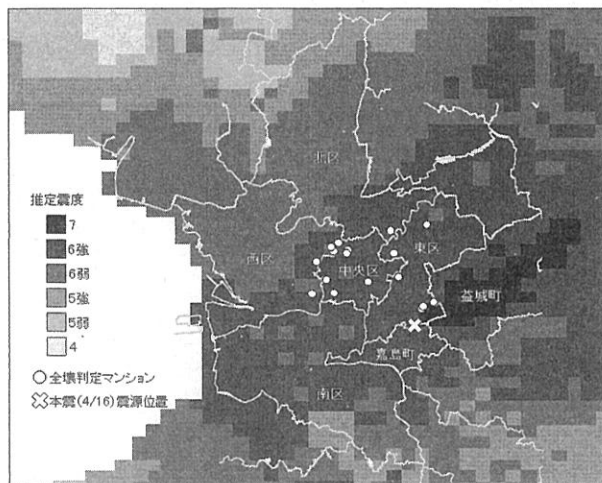 北区
西区
中央区
東区
益城町
嘉島町
南区
推定震度
7
6強
6弱
5強
5弱
4
全壊判定マンション
本震(4/16)震源位置